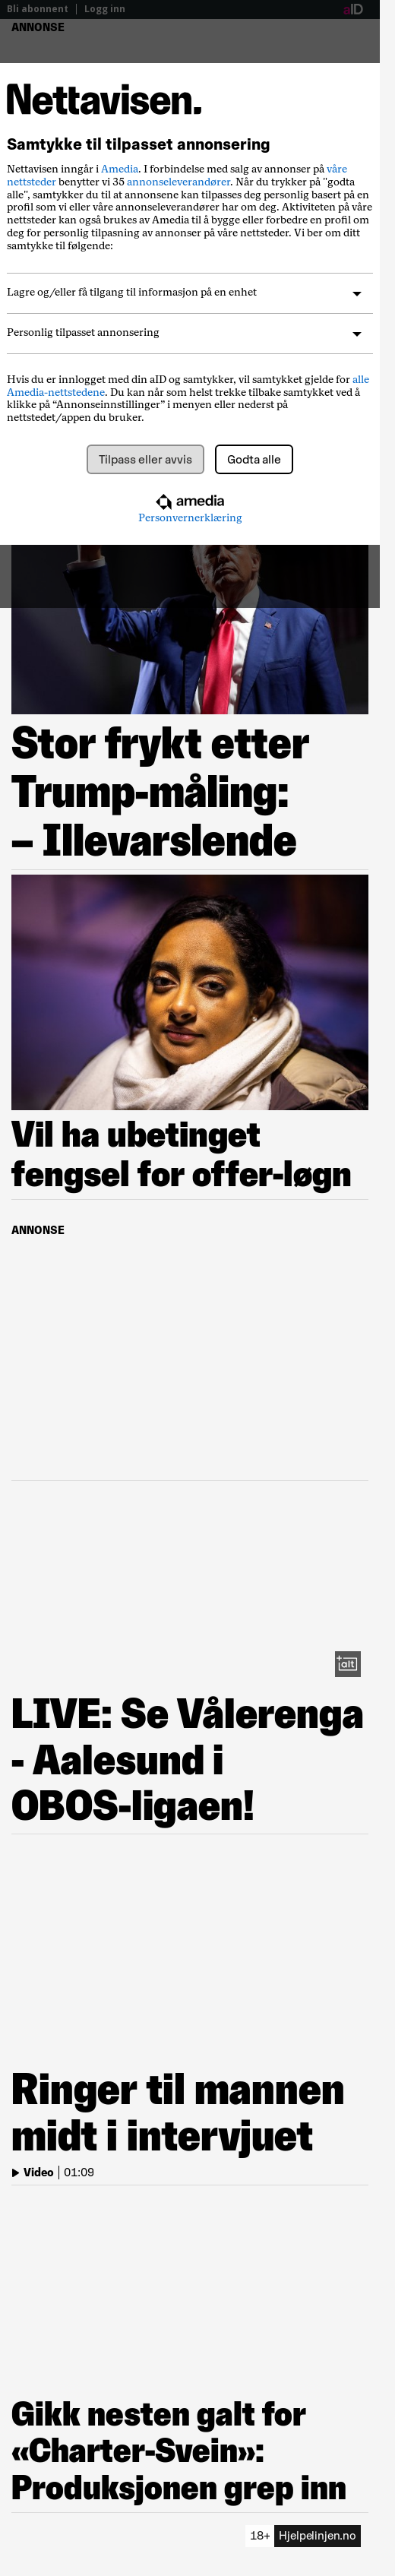 Bli abonnent | Logg inn
aID
ANNONSE
Nettavisen.
Samtykke til tilpasset annonsering
Nettavisen inngår i Amedia. I forbindelse med salg av annonser på våre
nettsteder benytter vi 35 annonseleverandører. Når du trykker på "godta
alle", samtykker du til at annonsene kan tilpasses deg personlig basert på en
profil som vi eller våre annonseleverandører har om deg. Aktiviteten på våre
nettsteder kan også brukes av Amedia til å bygge eller forbedre en profil om
deg for personlig tilpasning av annonser på våre nettsteder. Vi ber om ditt
samtykke til følgende:
Lagre og/eller få tilgang til informasjon på en enhet
Personlig tilpasset annonsering
Hvis du er innlogget med din aID og samtykker, vil samtykket gjelde for alle
Amedia-nettstedene. Du kan når som helst trekke tilbake samtykket ved å
klikke på “Annonseinnstillinger” i menyen eller nederst på
nettstedet/appen du bruker.
Tilpass eller avvis
Godta alle
amedia
Personvernerklæring
Stor frykt etter
Trump-måling:
– Illevarslende
Vil ha ubetinget
fengsel for offer-løgn
ANNONSE
+alt
LIVE: Se Vålerenga
- Aalesund i
OBOS-ligaen!
Ringer til mannen
midt i intervjuet
Video | 01:09
Gikk nesten galt for
«Charter-Svein»:
Produksjonen grep inn
18+ Hjelpelinjen.no